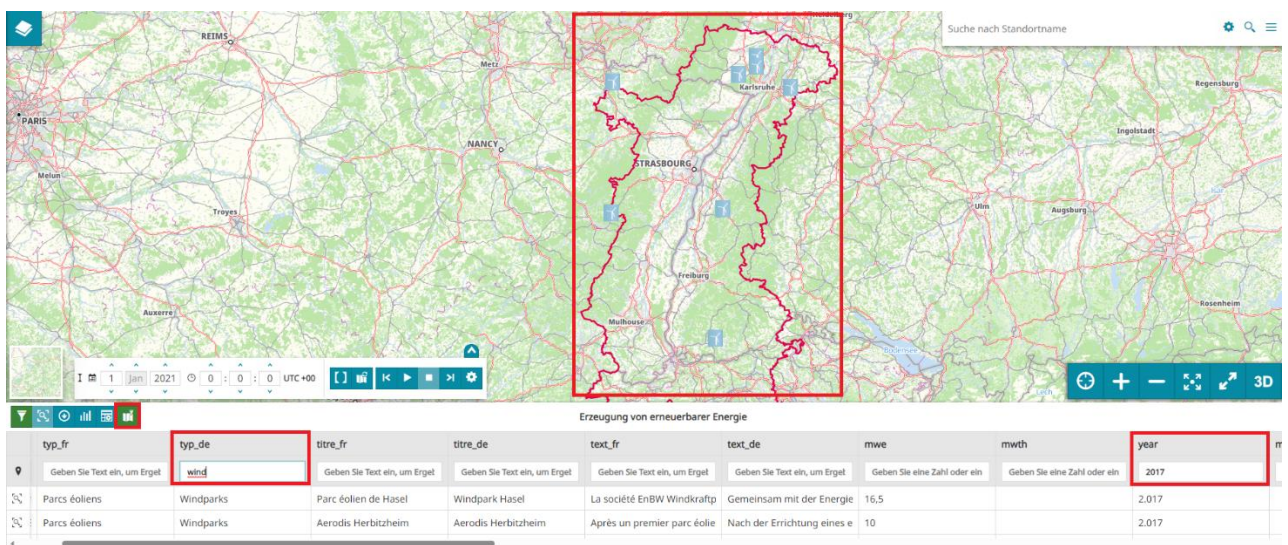 Heidelberg
REIMS
Suche nach Standortname
Metz
Karlsruhe
Regensburg
PARIS
Ingolstadt
NANCY
STRASBOURG
Melun
Troyes
Ulm
Augsburg
Freiburg
Auxerre
Rosenheim
Mulhouse
Bodensee
1 Jan 2021 0 : 0 : 0 UTC +00
3D
Lech
Erzeugung von erneuerbarer Energie
typ_fr typ_de titre_fr titre_de text_fr text_de mwe mwth year m
Geben Sie Text ein, um Ergel wind Geben Sie Text ein, um Ergel Geben Sie Text ein, um Ergel Geben Sie Text ein, um Ergel Geben Sie Text ein, um Ergel Geben Sie eine Zahl oder ein Geben Sie eine Zahl oder ein 2017
Parcs éoliens Windparks Parc éolien de Hasel Windpark Hasel La société EnBW Windkraftp Gemeinsam mit der Energie 16,5 2.017
Parcs éoliens Windparks Aerodis Herbitzheim Aerodis Herbitzheim Après un premier parc éolie Nach der Errichtung eines e 10 2.017